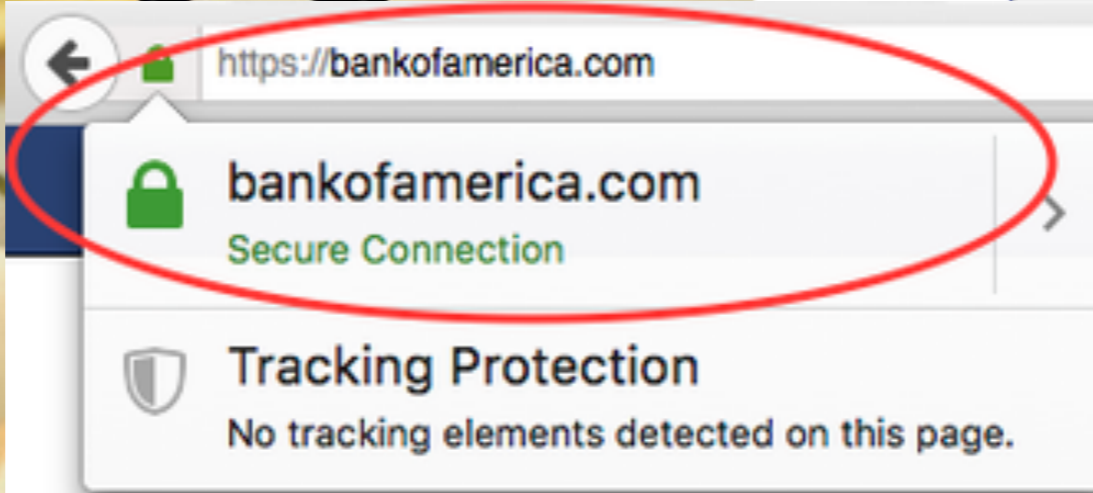 https://bankofamerica.com
bankofamerica.com
Secure Connection
Tracking Protection
No tracking elements detected on this page.